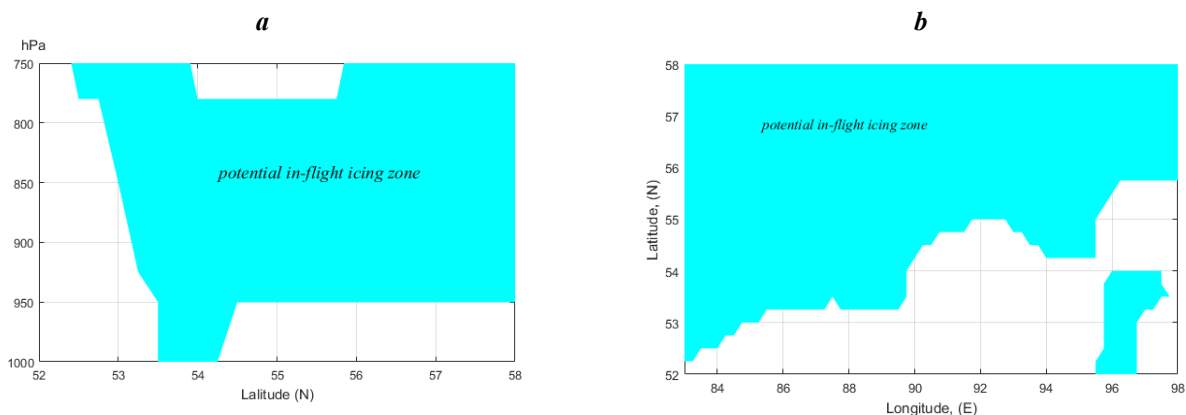 a
hPa
750
800
850
900
950
1000
potential in-flight icing zone
52 53 54 55 56 57 58
Lalitude (N)
b
58
57
56
55
54
53
52
Latitude, (N)
potential in-flight icing zone
84 86 88 90 92 94 96 98
Longitude, (E)